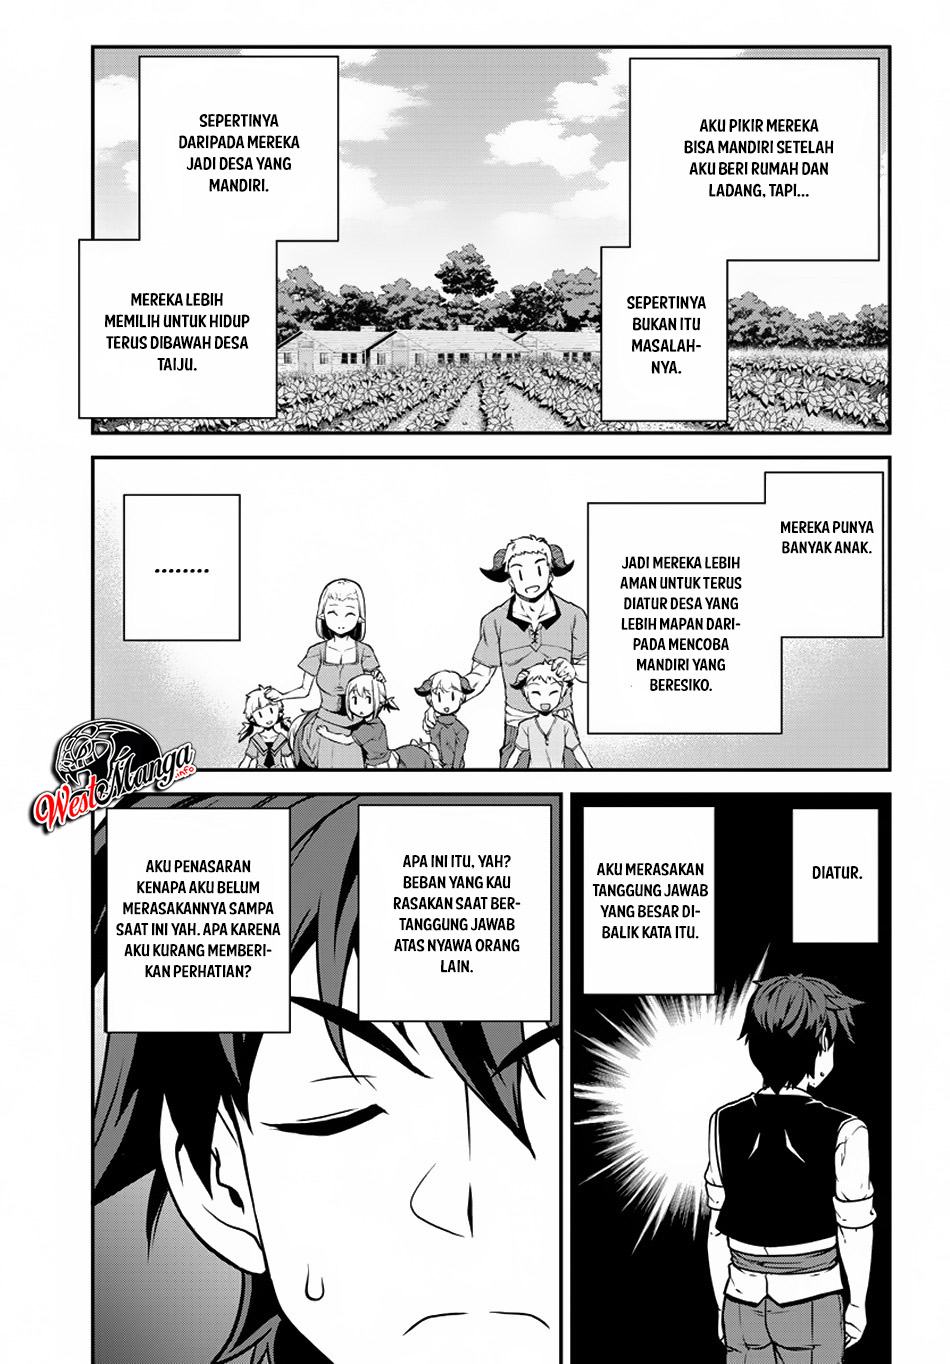 AKU PIKIR MEREKA
BISA MANDIRI SETELAH
AKU BERI RUMAH DAN
LADANG, TAPI...
SEPERTINYA
BUKAN ITU
MASALAH-
NYA.
SEPERTINYA
DARIPADA MEREKA
JADI DESA YANG
MANDIRI.
MEREKA LEBIH
MEMILIH UNTUK HIDUP
TERUS DIBAWAH DESA
TAIJU.
MEREKA PUNYA
BANYAK ANAK.
JADI MEREKA LEBIH
AMAN UNTUK TERUS
DIATUR DESA YANG
LEBIH MAPAN DARI-
PADA MENCOBA
MANDIRI YANG
BERESIKO.
.........
DIATUR.
AKU MERASAKAN
TANGGUNG JAWAB
YANG BESAR DI-
BALIK KATA ITU.
APA INI ITU, YAH?
BEBAN YANG KAU
RASAKAN SAAT BER-
TANGGUNG JAWAB
ATAS NYAWA ORANG
LAIN.
AKU PENASARAN
KENAPA AKU BELUM
MERASAKANNYA SAMPA
SAAT INI YAH. APA KARENA
AKU KURANG MEMBERI-
KAN PERHATIAN?
WestManga
.info